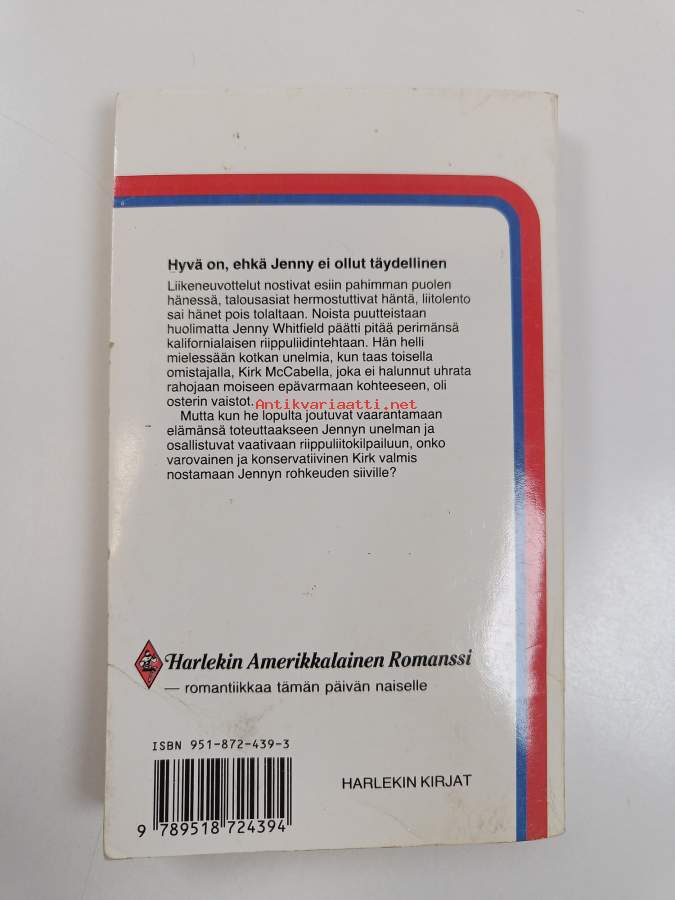 Hyvä on, ehkä Jenny ei ollut täydellinen
Liikeneuvottelut nostivat esiin pahimman puolen
hänessä, talousasiat hermostuttivat häntä, liitolento
sai hänet pois tolaltaan. Noista puutteistaan
huolimatta Jenny Whitfield päätti pitää perimänsä
kalifornialaisen riippuliidintehtaan. Hän helli
mielessään kotkan unelmia, kun taas toisella
omistajalla, Kirk McCabella, joka ei halunnut uhrata
rahojaan moiseen epävarmaan kohteeseen, oli
osterin vaistot.
Antikvariaatti.net
Mutta kun he lopulta joutuvat vaarantamaan
elämänsä toteuttaakseen Jennyn unelman ja
osallistuvat vaativaan riippuliitokilpailuun, onko
varovainen ja konservatiivinen Kirk valmis
nostamaan Jennyn rohkeuden siiville?
Harlekin Amerikkalainen Romanssi
— romantiikkaa tämän päivän naiselle
ISBN 951-872-439-3
HARLEKIN KIRJAT
9 789518 724394